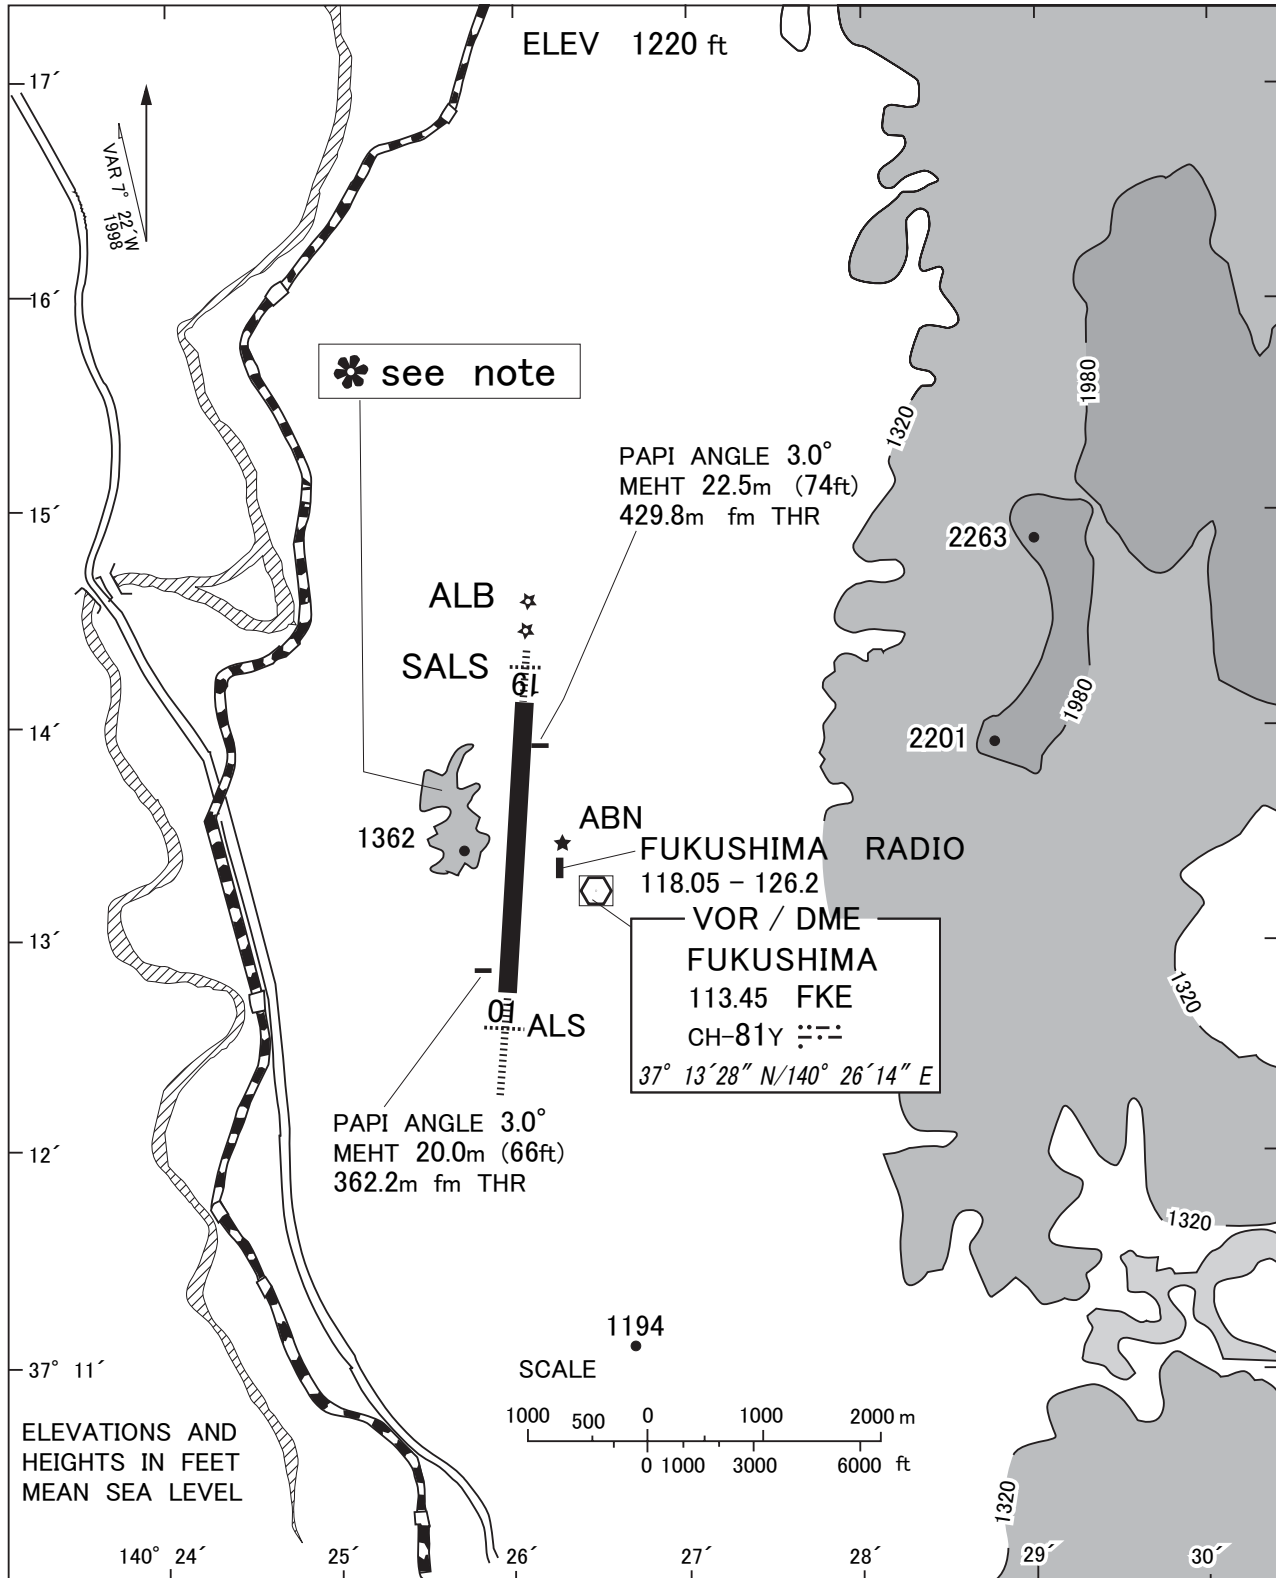 ELEV 1220 ft
17´
VAR 7° 22´W
1998
16´
see note
1980
1320
PAPI ANGLE 3.0°
MEHT 22.5m (74ft)
429.8m fm THR
15´
2263
ALB
SALS
19
1980
14´
2201
ABN
1362
FUKUSHIMA RADIO
118.05 - 126.2
VOR / DME
FUKUSHIMA
113.45 FKE
CH-81Y
37° 13´28″ N/140° 26´14″ E
13´
1320
01
ALS
PAPI ANGLE 3.0°
MEHT 20.0m (66ft)
362.2m fm THR
12´
1320
1194
37° 11´
SCALE
1000 500 0 1000 2000 m
0 1000 3000 6000 ft
ELEVATIONS AND
HEIGHTS IN FEET
MEAN SEA LEVEL
1320
140° 24´ 25´ 26´ 27´ 28´ 29´ 30´